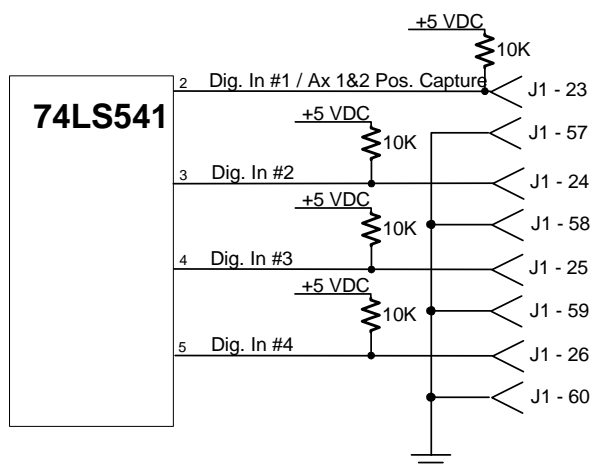 +5 VDC
10K
2 Dig. In #1 / Ax 1&2 Pos. Capture
J1 - 23
74LS541
J1 - 57
+5 VDC
10K
3 Dig. In #2
J1 - 24
+5 VDC
10K
J1 - 58
4 Dig. In #3
J1 - 25
+5 VDC
10K
J1 - 59
5 Dig. In #4
J1 - 26
J1 - 60